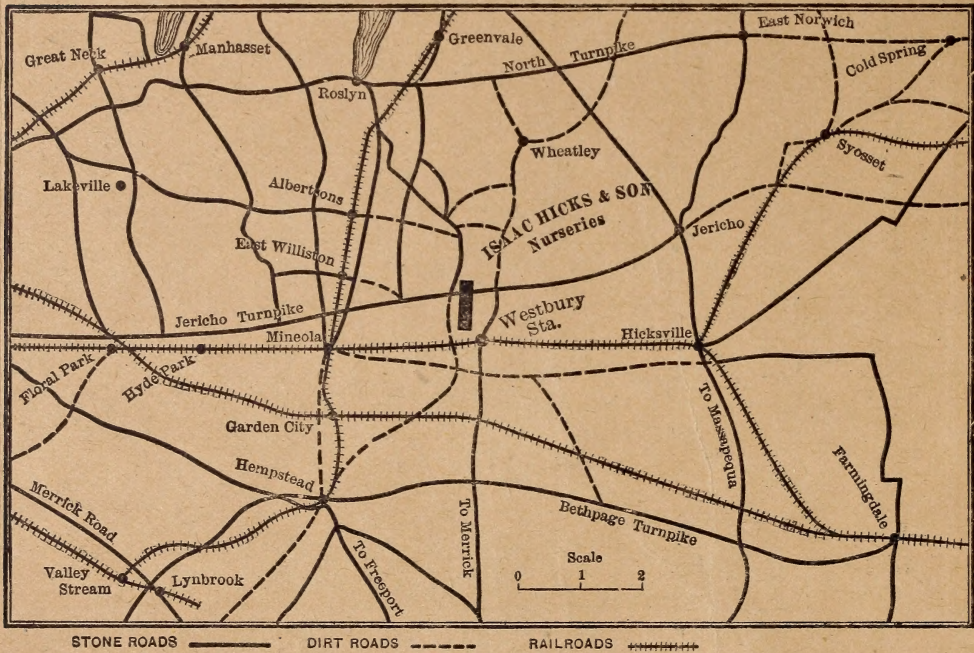 East Norwich
Great Neck
Manhasset
Greenvale
North Turnpike
Cold Spring
Roslyn
Wheatley
Syosset
Lakeville
Albertsons
ISAAC HICKS & SON
Nurseries
Jericho
East Williston
Jericho Turnpike
Westbury
Sta.
Mineola
Hicksville
Floral Park
Hyde Park
To Massapequa
Garden City
Farmingdale
Hempstead
Merrick Road
To Merrick
Bethpage Turnpike
To Freeport
Scale
0 1 2
Valley
Stream
Lynbrook
STONE ROADS DIRT ROADS RAILROADS